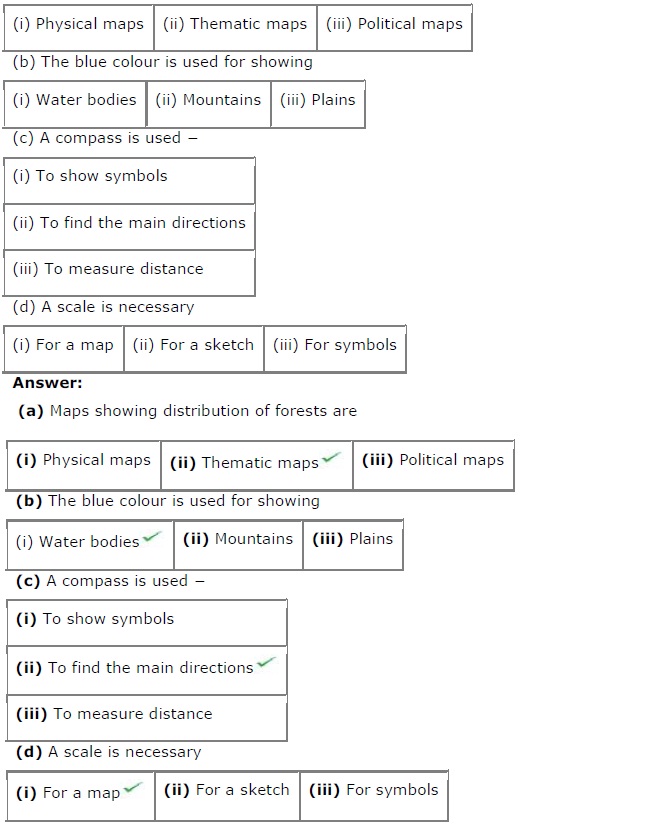 (i) Physical maps (ii) Thematic maps (iii) Political maps
(b) The blue colour is used for showing
(i) Water bodies (ii) Mountains (iii) Plains
(c) A compass is used –
(i) To show symbols
(ii) To find the main directions
(iii) To measure distance
(d) A scale is necessary
(i) For a map (ii) For a sketch (iii) For symbols
Answer:
(a) Maps showing distribution of forests are
(i) Physical maps (ii) Thematic maps (iii) Political maps
(b) The blue colour is used for showing
(i) Water bodies (ii) Mountains (iii) Plains
(c) A compass is used –
(i) To show symbols
(ii) To find the main directions
(iii) To measure distance
(d) A scale is necessary
(i) For a map (ii) For a sketch (iii) For symbols